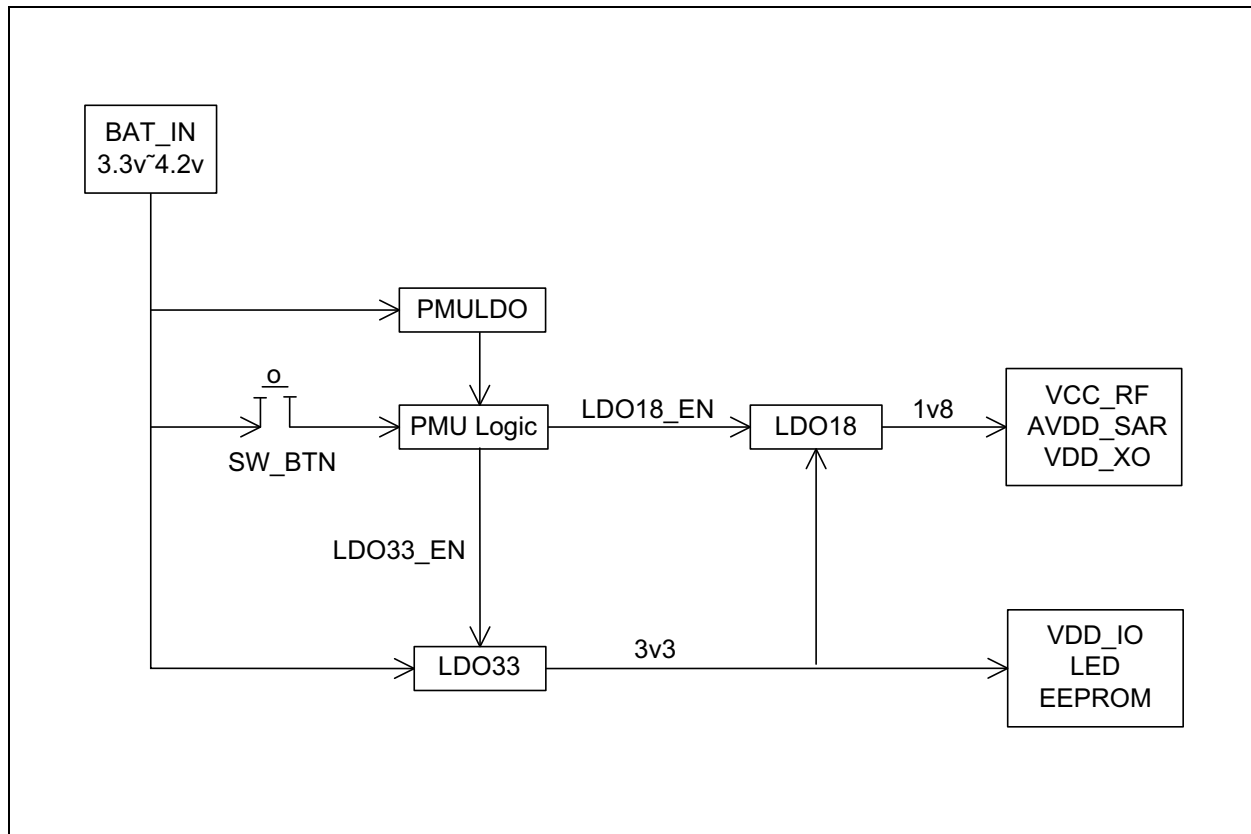 BAT_IN
3.3v~4.2v
PMULDO
o
SW_BTN
PMU Logic
LDO18_EN
LDO18
1v8
VCC_RF
AVDD_SAR
VDD_XO
LDO33_EN
LDO33
3v3
VDD_IO
LED
EEPROM